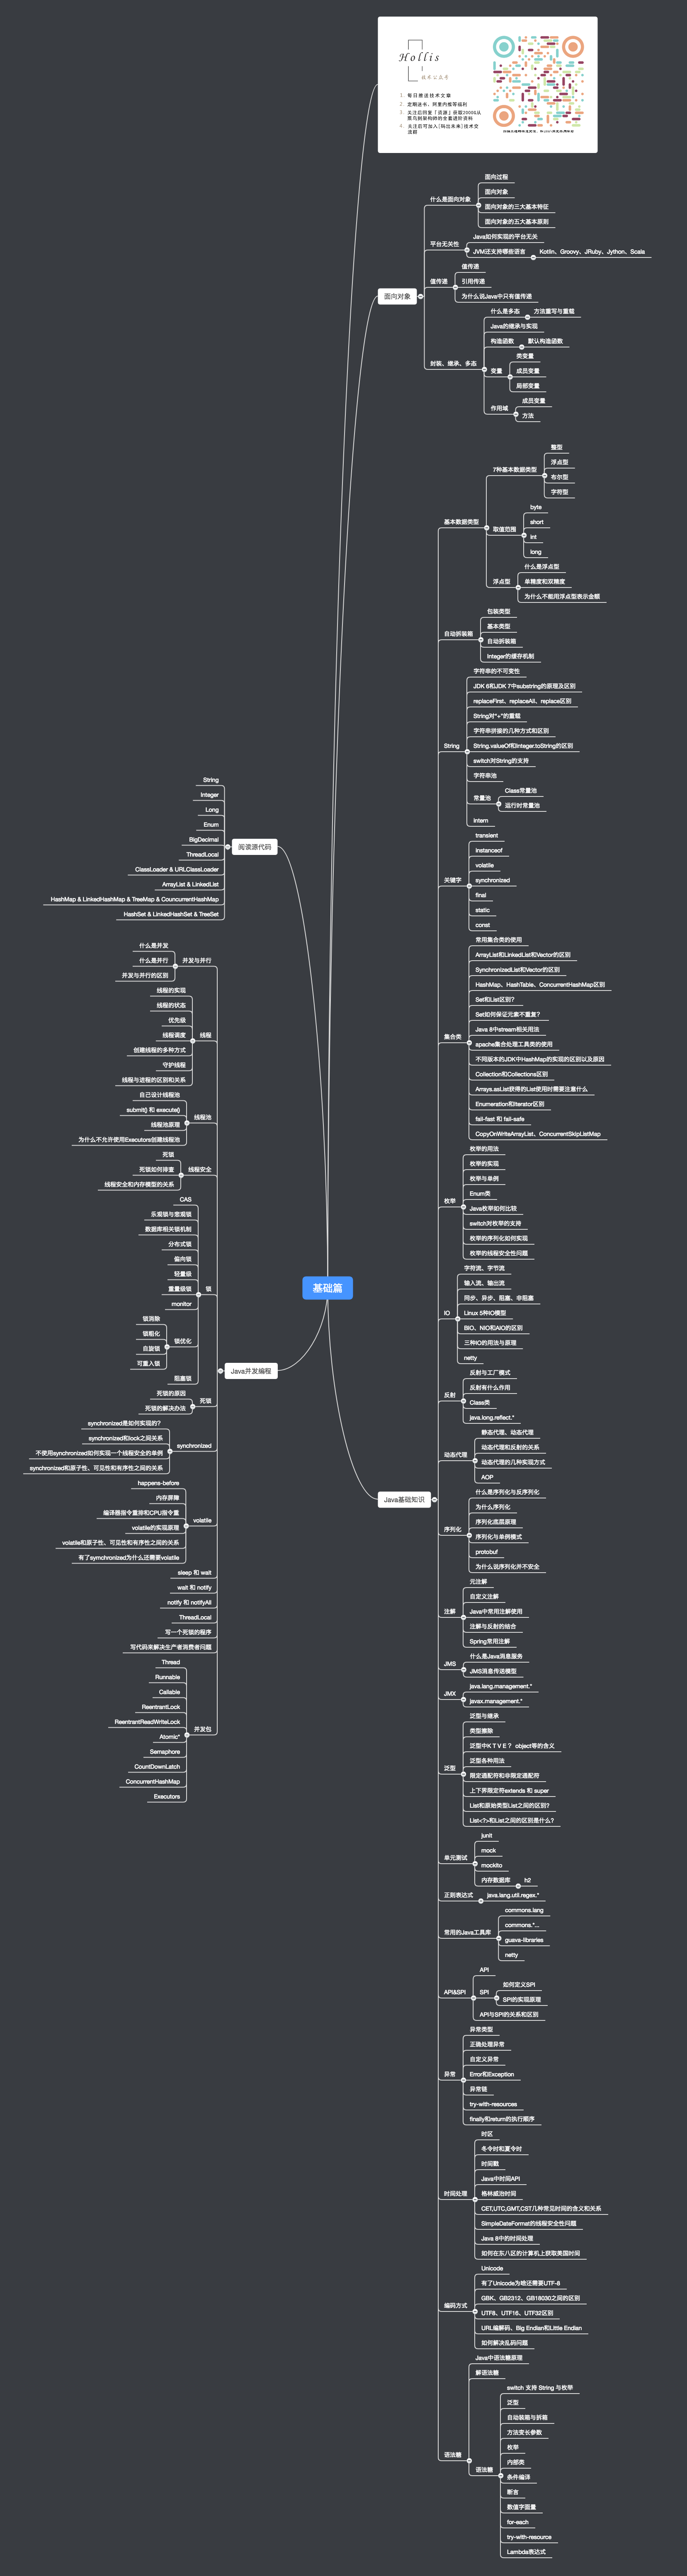 Hollis
技术公众号
1. 每日推送技术文章
2. 定期送书、阿里内推等福利
3. 关注后回复「资源」获取2000G从
菜鸟到架构师的全套进阶资料
4. 关注后可加入[码出未来]技术交
流群
面向对象
什么是面向对象
面向过程
面向对象
面向对象的三大基本特征
面向对象的五大基本原则
平台无关性
Java如何实现的平台无关
JVM还支持哪些语言
Kotlin、Groovy、JRuby、Jython、Scala
值传递
值传递
引用传递
为什么说Java中只有值传递
封装、继承、多态
什么是多态
方法重写与重载
Java的继承与实现
构造函数
默认构造函数
变量
类变量
成员变量
局部变量
作用域
成员变量
方法
Java基础知识
基本数据类型
7种基本数据类型
整型
浮点型
布尔型
字符型
取值范围
byte
short
int
long
浮点型
什么是浮点型
单精度和双精度
为什么不能用浮点型表示金额
自动拆装箱
包装类型
基本类型
自动拆装箱
Integer的缓存机制
String
字符串的不可变性
JDK 6和JDK 7中substring的原理及区别
replaceFirst、replaceAll、replace区别
String对“+”的重载
字符串拼接的几种方式和区别
String.valueOf和Integer.toString的区别
switch对String的支持
字符串池
常量池
Class常量池
运行时常量池
intern
关键字
transient
instanceof
volatile
synchronized
final
static
const
集合类
常用集合类的使用
ArrayList和LinkedList和Vector的区别
SynchronizedList和Vector的区别
HashMap、HashTable、ConcurrentHashMap区别
Set和List区别?
Set如何保证元素不重复?
Java 8中stream相关用法
apache集合处理工具类的使用
不同版本的JDK中HashMap的实现的区别以及原因
Collection和Collections区别
Arrays.asList获得的List使用时需要注意什么
Enumeration和Iterator区别
fail-fast 和 fail-safe
CopyOnWriteArrayList、ConcurrentSkipListMap
枚举
枚举的用法
枚举的实现
枚举与单例
Enum类
Java枚举如何比较
switch对枚举的支持
枚举的序列化如何实现
枚举的线程安全性问题
IO
字符流、字节流
输入流、输出流
同步、异步、阻塞、非阻塞
Linux 5种IO模型
BIO、NIO和AIO的区别
三种IO的用法与原理
netty
反射
反射与工厂模式
反射有什么作用
Class类
java.long.reflect.*
动态代理
静态代理、动态代理
动态代理和反射的关系
动态代理的几种实现方式
AOP
序列化
什么是序列化与反序列化
为什么序列化
序列化底层原理
序列化与单例模式
protobuf
为什么说序列化并不安全
注解
元注解
自定义注解
Java中常用注解使用
注解与反射的结合
Spring常用注解
JMS
什么是Java消息服务
JMS消息传送模型
JMX
java.lang.management.*
javax.management.*
泛型
泛型与继承
类型擦除
泛型中K T V E ？ object等的含义
泛型各种用法
限定通配符和非限定通配符
上下界限定符extends 和 super
List和原始类型List之间的区别?
List<?>和List之间的区别是什么?
单元测试
junit
mock
mockito
内存数据库
h2
正则表达式
java.lang.util.regex.*
常用的Java工具库
commons.lang
commons.*...
guava-libraries
netty
API&SPI
API
SPI
如何定义SPI
SPI的实现原理
API与SPI的关系和区别
异常
异常类型
正确处理异常
自定义异常
Error和Exception
异常链
try-with-resources
finally和return的执行顺序
时间处理
时区
冬令时和夏令时
时间戳
Java中时间API
格林威治时间
CET,UTC,GMT,CST几种常见时间的含义和关系
SimpleDateFormat的线程安全性问题
Java 8中的时间处理
如何在东八区的计算机上获取美国时间
编码方式
Unicode
有了Unicode为啥还需要UTF-8
GBK、GB2312、GB18030之间的区别
UTF8、UTF16、UTF32区别
URL编解码、Big Endian和Little Endian
如何解决乱码问题
语法糖
Java中语法糖原理
解语法糖
语法糖
switch 支持 String 与枚举
泛型
自动装箱与拆箱
方法变长参数
枚举
内部类
条件编译
断言
数值字面量
for-each
try-with-resource
Lambda表达式
基础篇
阅读源代码
String
Integer
Long
Enum
BigDecimal
ThreadLocal
ClassLoader & URLClassLoader
ArrayList & LinkedList
HashMap & LinkedHashMap & TreeMap & CouncurrentHashMap
HashSet & LinkedHashSet & TreeSet
Java并发编程
并发与并行
什么是并发
什么是并行
并发与并行的区别
线程
线程的实现
线程的状态
优先级
线程调度
创建线程的多种方式
守护线程
线程与进程的区别和关系
线程池
自己设计线程池
submit() 和 execute()
线程池原理
为什么不允许使用Executors创建线程池
线程安全
死锁
死锁如何排查
线程安全和内存模型的关系
锁
CAS
乐观锁与悲观锁
数据库相关锁机制
分布式锁
偏向锁
轻量级
重量级锁
monitor
锁优化
锁消除
锁粗化
自旋锁
可重入锁
阻塞锁
死锁
死锁的原因
死锁的解决办法
synchronized
synchronized是如何实现的?
synchronized和lock之间关系
不使用synchronized如何实现一个线程安全的单例
synchronized和原子性、可见性和有序性之间的关系
volatile
happens-before
内存屏障
编译器指令重排和CPU指令重
volatile的实现原理
volatile和原子性、可见性和有序性之间的关系
有了symchronized为什么还需要volatile
sleep 和 wait
wait 和 notify
notify 和 notifyAll
ThreadLocal
写一个死锁的程序
写代码来解决生产者消费者问题
并发包
Thread
Runnable
Callable
ReentrantLock
ReentrantReadWriteLock
Atomic*
Semaphore
CountDownLatch
ConcurrentHashMap
Executors